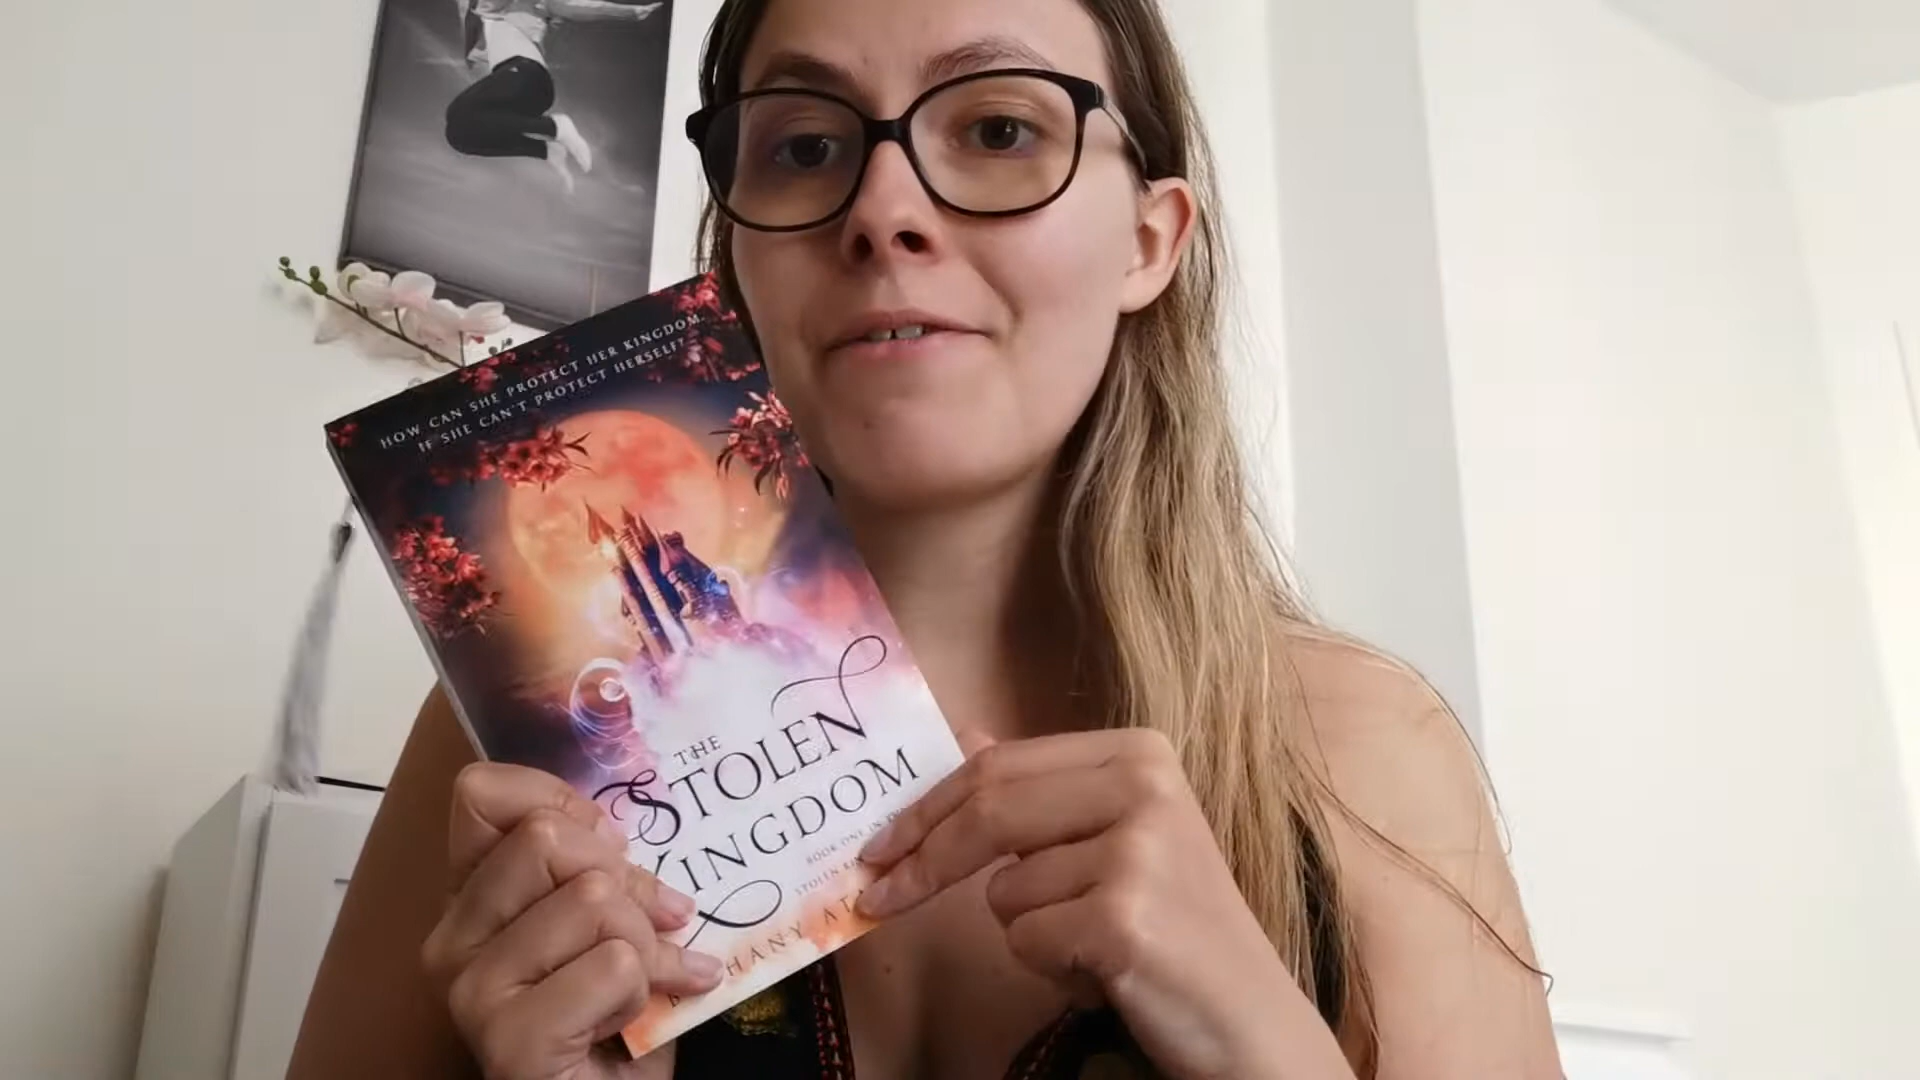 HOW CAN SHE PROTECT HER KINGDOM
IF SHE CAN'T PROTECT HERSELF?
THE
STOLEN
KINGDOM
BOOK ONE IN
STOLEN